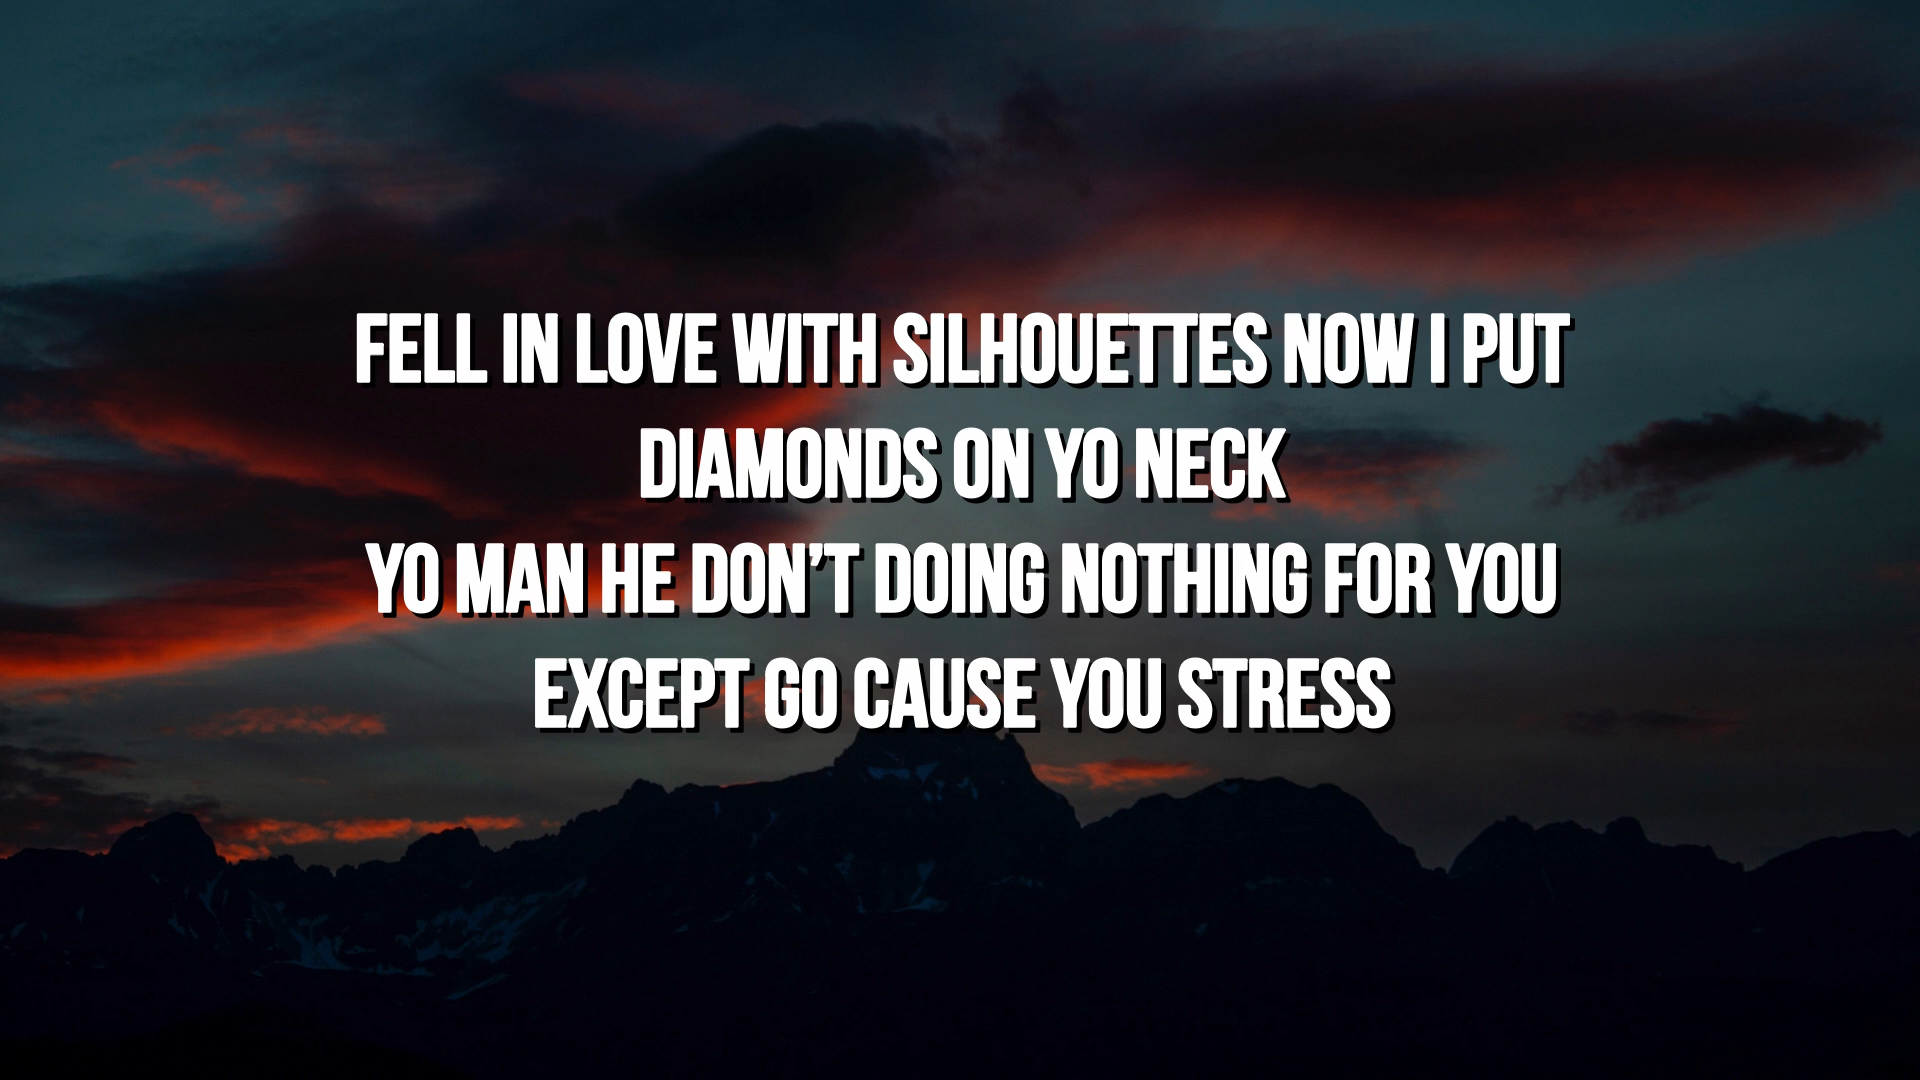 FELL IN LOVE WITH SILHOUETTES NOW I PUT
DIAMONDS ON YO NECK
YO MAN HE DON'T DOING NOTHING FOR YOU
EXCEPT GO CAUSE YOU STRESS